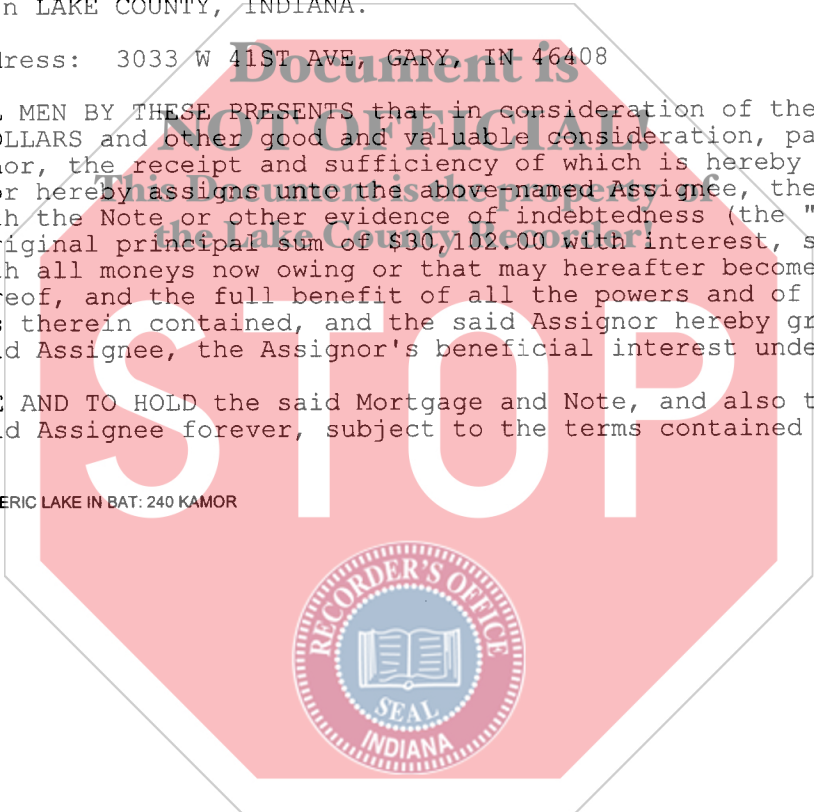 n LAKE COUNTY, INDIANA.
dress: 3033 W 41ST AVE, GARY, IN 46408
Document is
MEN BY THESE PRESENTS that in consideration of the
OLLARS and other good and valuable consideration, pa
NOT OFFICIAL!
nor, the receipt and sufficiency of which is hereby
or hereby assigns unto the above-named Assignee, the
This Document is the property of
h the Note or other evidence of indebtedness (the "
riginal principal sum of $30,102.00 with interest, s
the Lake County Recorder!
h all moneys now owing or that may hereafter become
reof, and the full benefit of all the powers and of
s therein contained, and the said Assignor hereby gr
id Assignee, the Assignor's beneficial interest unde
STOP
E AND TO HOLD the said Mortgage and Note, and also t
id Assignee forever, subject to the terms contained
ERIC LAKE IN BAT: 240 KAMOR
RECORDER'S OFFICE
SEAL
INDIANA